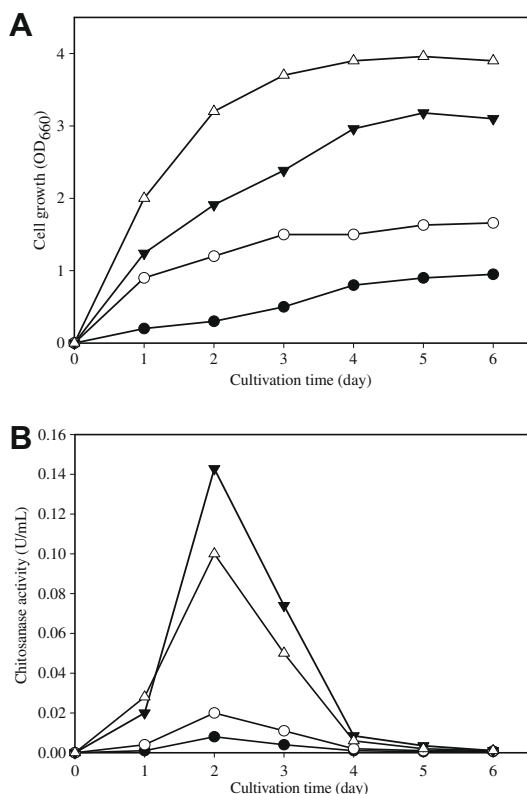 A
4
3
2
1
0
Cell growth (OD660)
0 1 2 3 4 5 6
Cultivation time (day)
B
0.16
0.14
0.12
0.10
0.08
0.06
0.04
0.02
0.00
Chitosanase activity (U/mL)
0 1 2 3 4 5 6
Cultivation time (day)